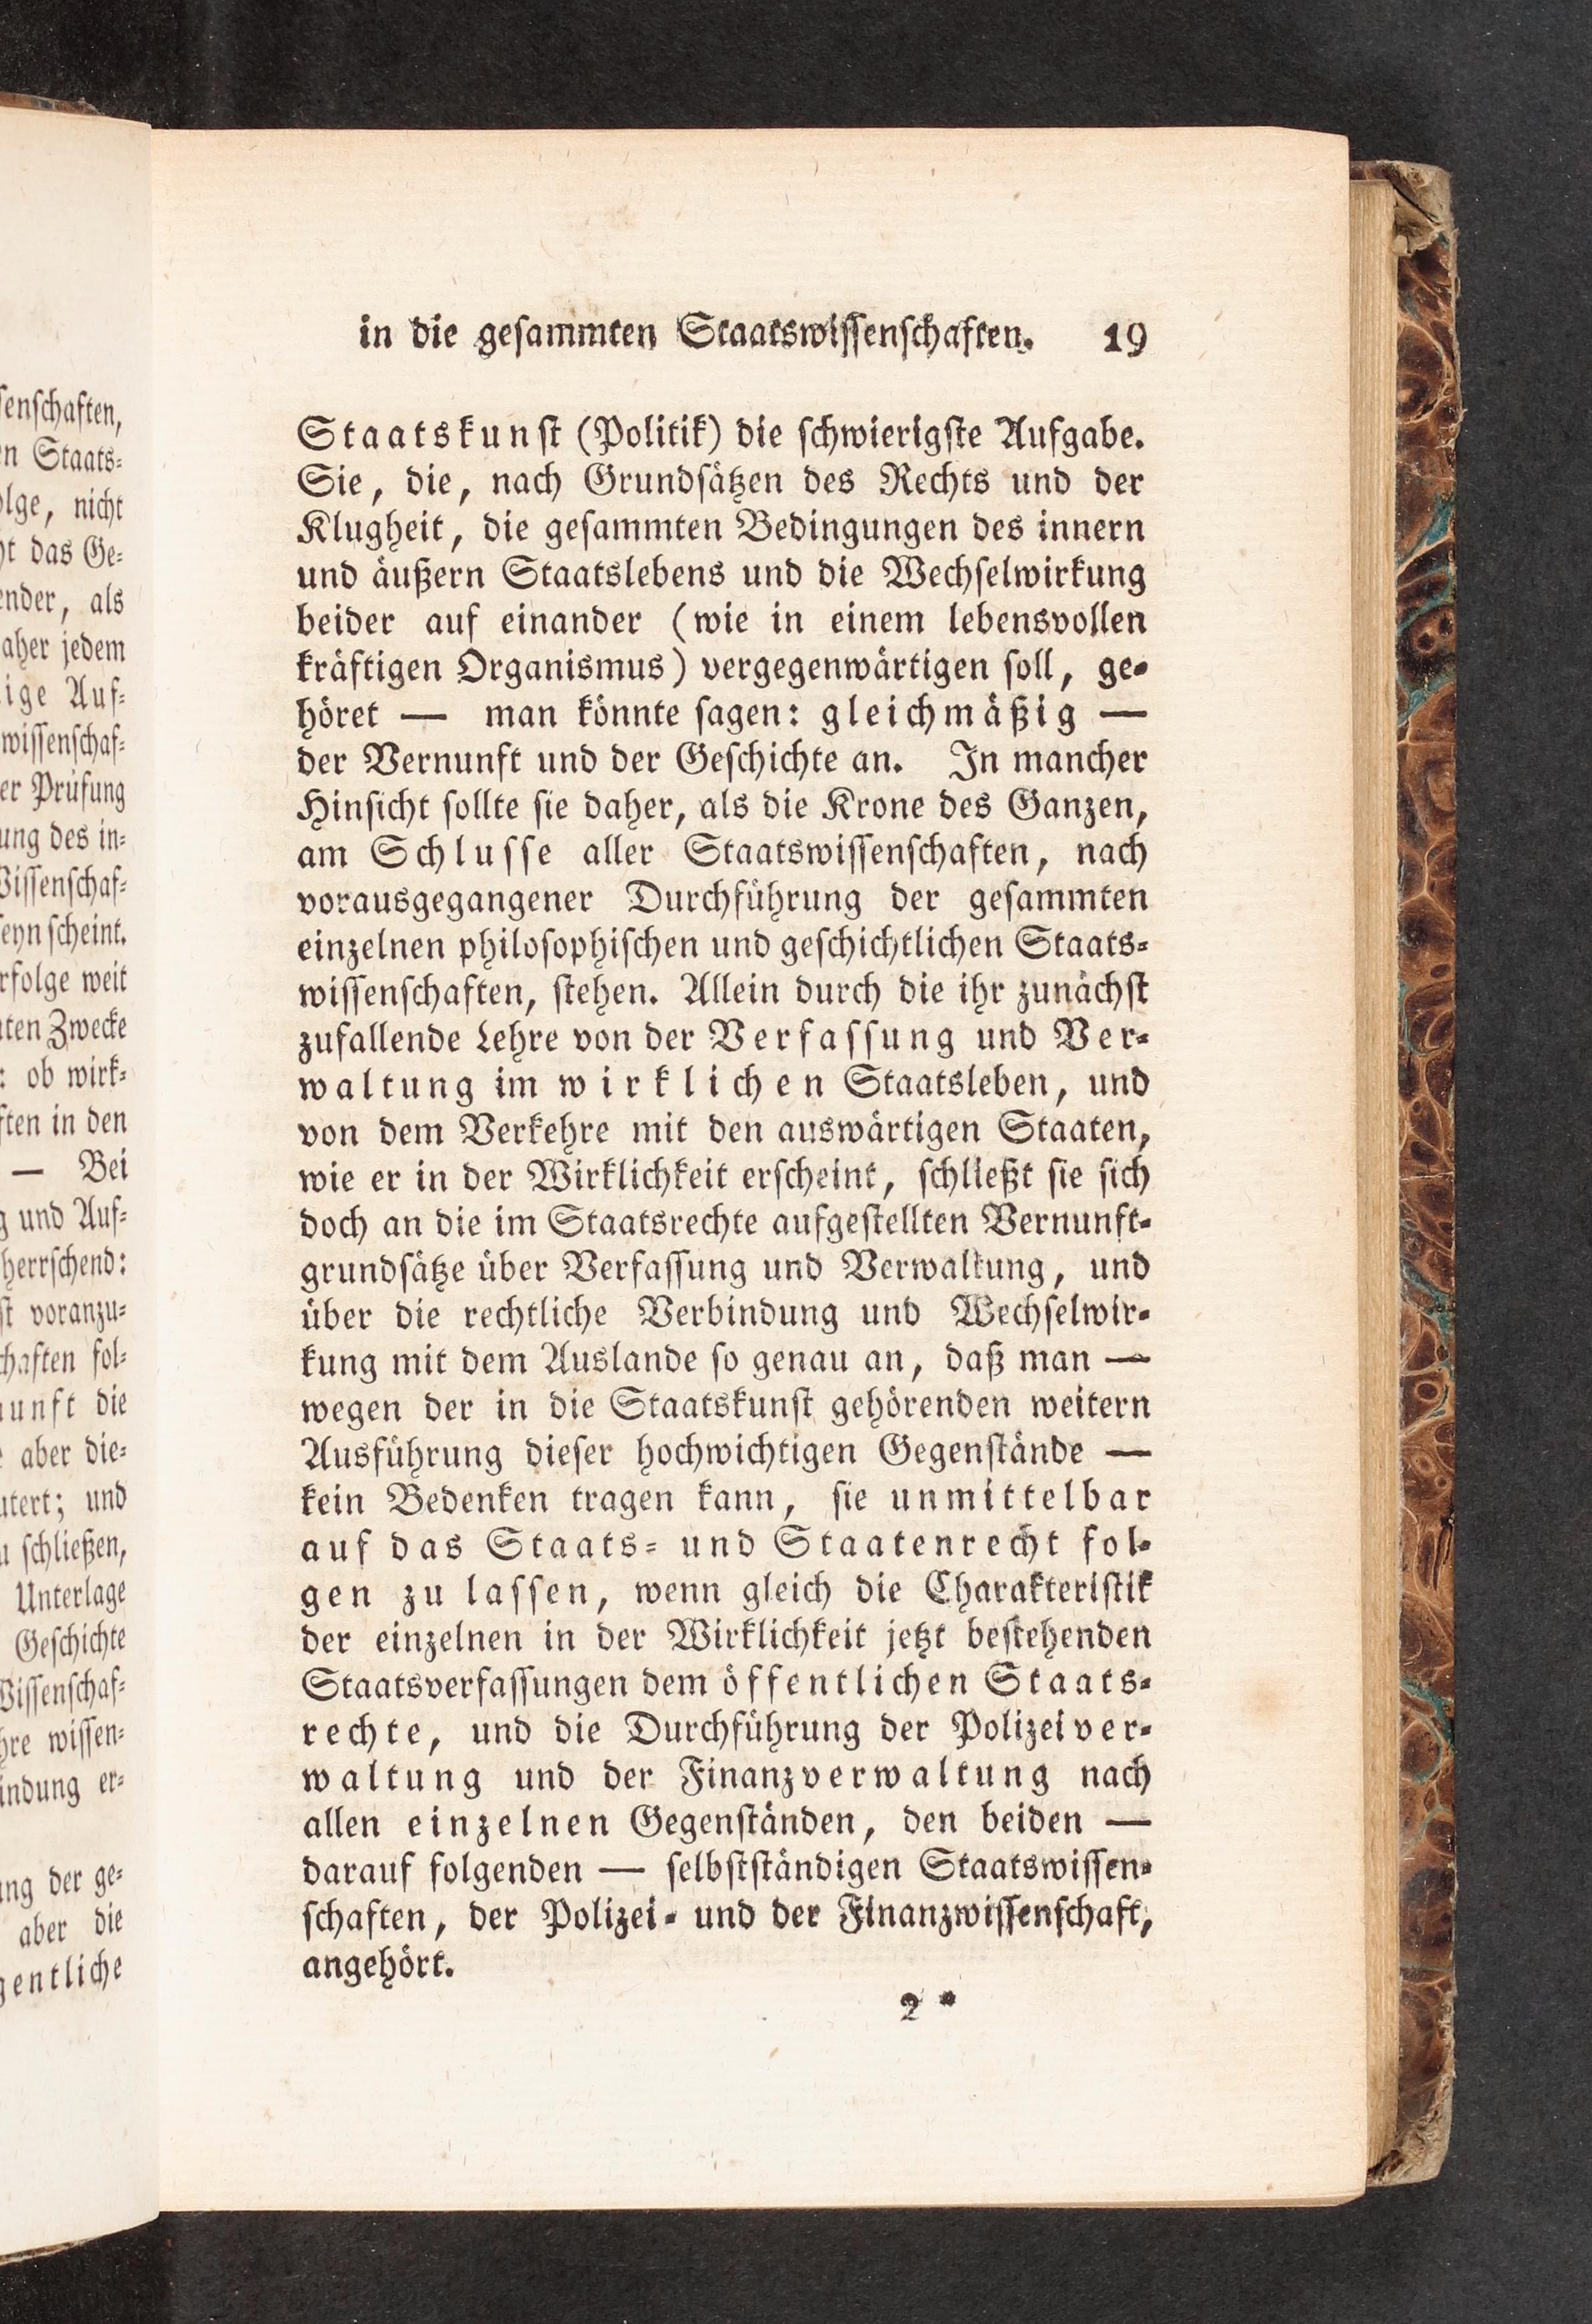 in die gesammten Staatswissenschaften. 19
Staatskunst (Politik) die schwierigste Aufgabe.
Sie, die, nach Grundsätzen des Rechts und der
Klugheit, die gesammten Bedingungen des innern
und äußern Staatslebens und die Wechselwirkung
beider auf einander (wie in einem lebensvollen
kräftigen Organismus) vergegenwärtigen soll, ge-
höret — man könnte sagen: gleichmäßig —
der Vernunft und der Geschichte an. In mancher
Hinsicht sollte sie daher, als die Krone des Ganzen,
am Schlusse aller Staatswissenschaften, nach
vorausgegangener Durchführung der gesammten
einzelnen philosophischen und geschichtlichen Staats-
wissenschaften, stehen. Allein durch die ihr zunächst
zufallende Lehre von der Verfassung und Ver-
waltung im wirklichen Staatsleben, und
von dem Verkehre mit den auswärtigen Staaten,
wie er in der Wirklichkeit erscheint, schließt sie sich
doch an die im Staatsrechte aufgestellten Vernunft-
grundsätze über Verfassung und Verwaltung, und
über die rechtliche Verbindung und Wechselwir-
kung mit dem Auslande so genau an, daß man —
wegen der in die Staatskunst gehörenden weitern
Ausführung dieser hochwichtigen Gegenstände —
kein Bedenken tragen kann, sie unmittelbar
auf das Staats- und Staatenrecht fol-
gen zu lassen, wenn gleich die Charakteristik
der einzelnen in der Wirklichkeit jetzt bestehenden
Staatsverfassungen dem öffentlichen Staats-
rechte, und die Durchführung der Polizeiver-
waltung und der Finanzverwaltung nach
allen einzelnen Gegenständen, den beiden —
darauf folgenden — selbstständigen Staatswissen-
schaften, der Polizei- und der Finanzwissenschaft,
angehört.
2 *